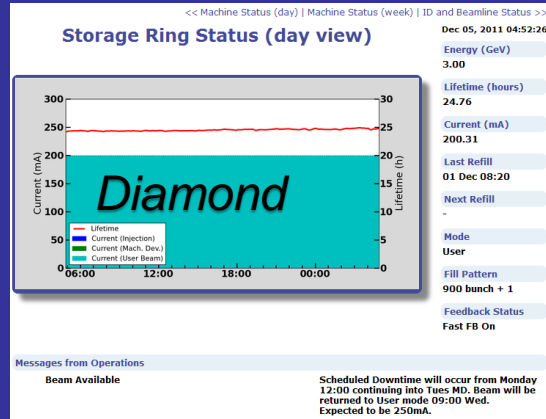 << Machine Status (day) | Machine Status (week) | ID and Beamline Status >>
Storage Ring Status (day view)
Dec 05, 2011 04:52:26
Energy (GeV)
3.00
Lifetime (hours)
24.76
Current (mA)
200.31
Last Refill
01 Dec 08:20
Next Refill
-
Mode
User
Fill Pattern
900 bunch + 1
Feedback Status
Fast FB On
300
250
200
150
100
50
0
Current (mA)
30
25
20
15
10
5
0
Lifetime (h)
Diamond
Lifetime
Current (Injection)
Current (Mach. Dev.)
Current (User Beam)
06:00 12:00 18:00 00:00
Messages from Operations
Beam Available
Scheduled Downtime will occur from Monday
12:00 continuing into Tues MD. Beam will be
returned to User mode 09:00 Wed.
Expected to be 250mA.